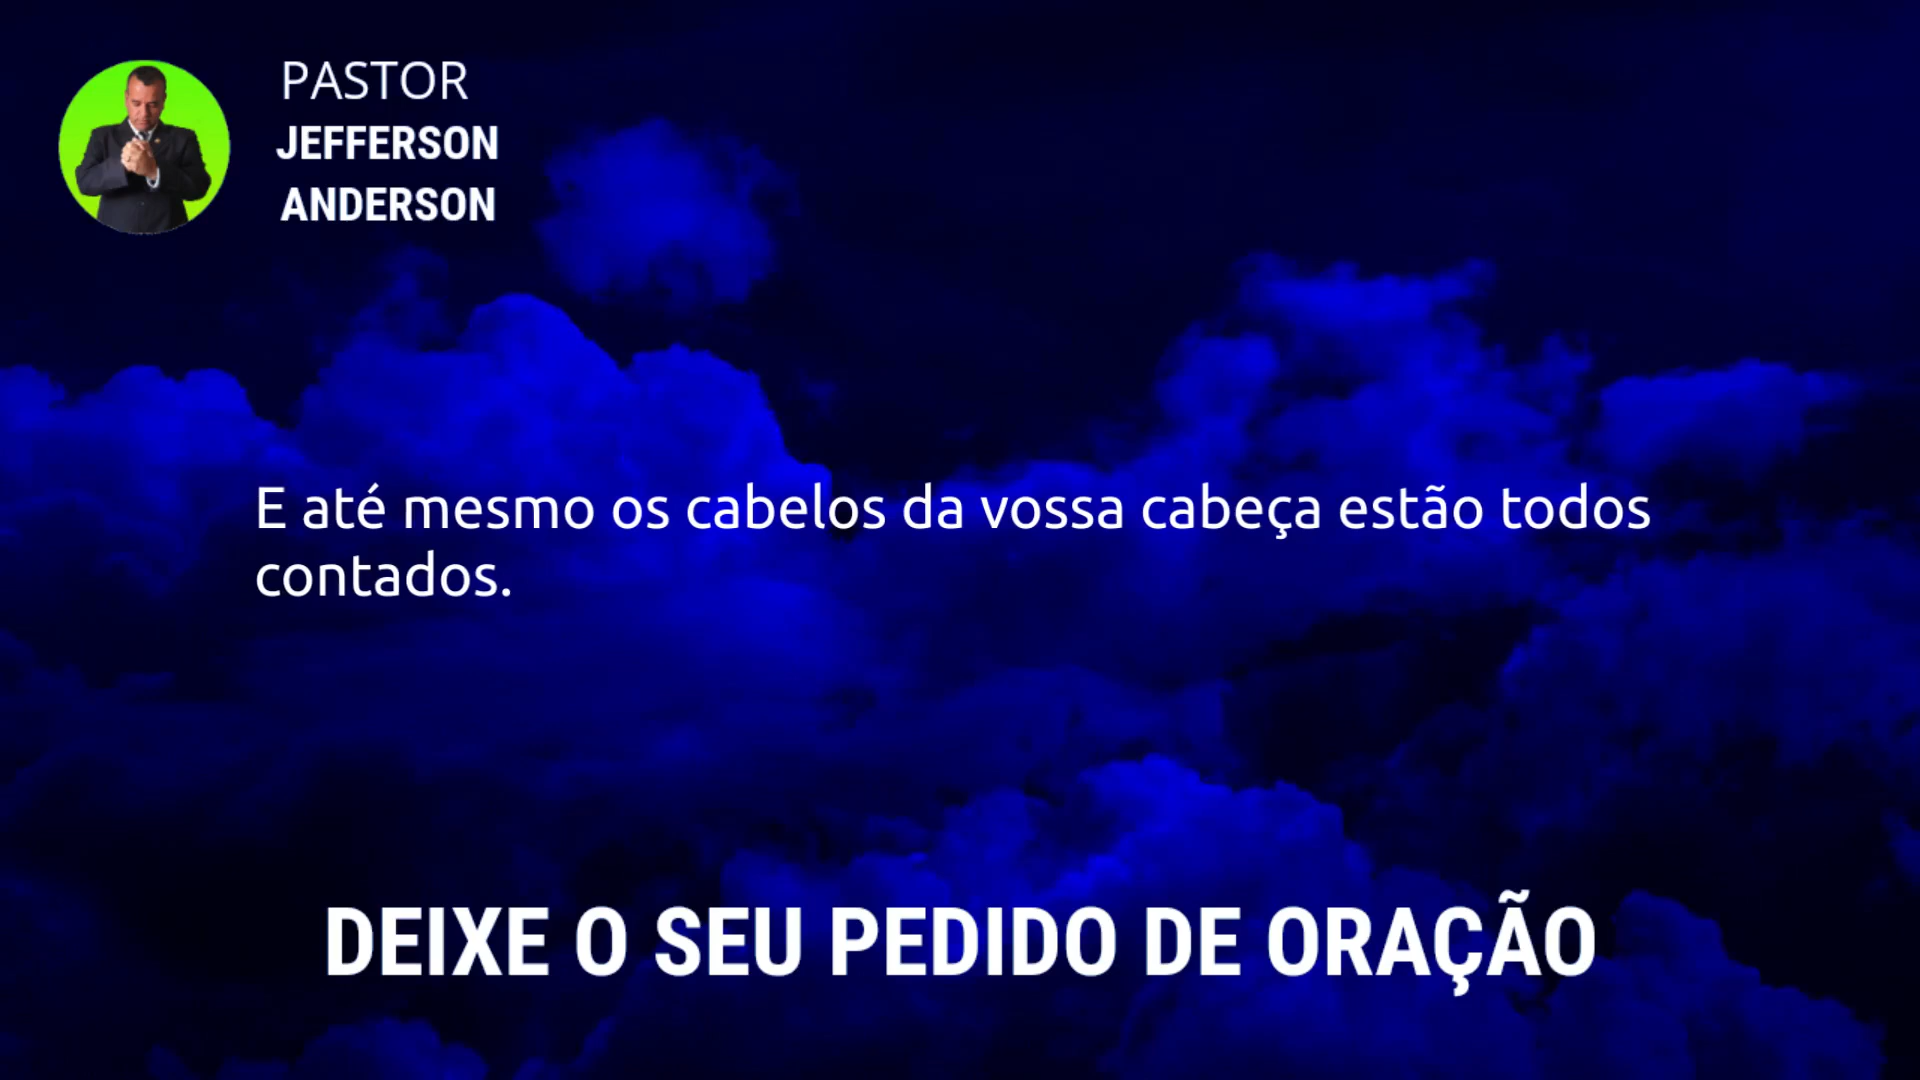 PASTOR
JEFFERSON
ANDERSON
E até mesmo os cabelos da vossa cabeça estão todos
contados.
DEIXE O SEU PEDIDO DE ORAÇÃO